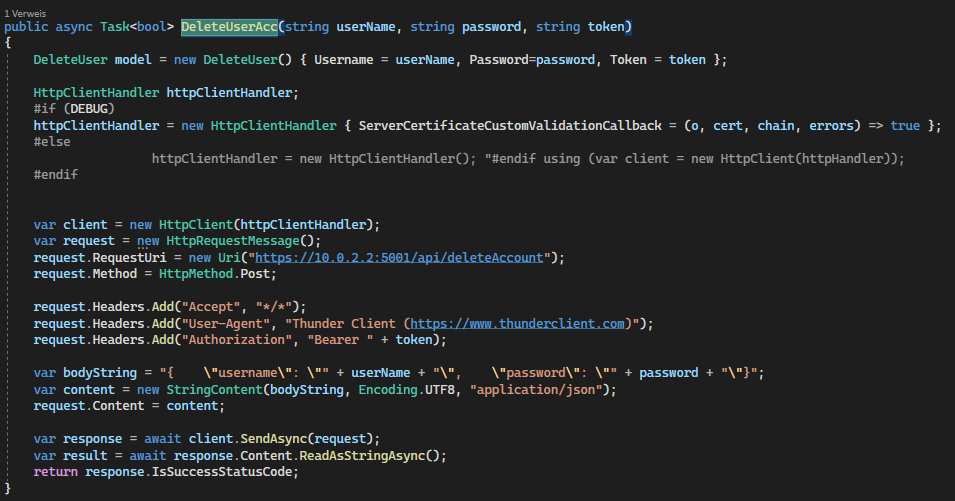 1 Verweis
public async Task<bool> DeleteUserAcc(string userName, string password, string token)
{
    DeleteUser model = new DeleteUser() { Username = userName, Password=password, Token = token };
    HttpClientHandler httpClientHandler;
    #if (DEBUG)
    httpClientHandler = new HttpClientHandler { ServerCertificateCustomValidationCallback = (o, cert, chain, errors) => true };
    #else
                    httpClientHandler = new HttpClientHandler(); "#endif using (var client = new HttpClient(httpHandler));
    #endif
    var client = new HttpClient(httpClientHandler);
    var request = new HttpRequestMessage();
    request.RequestUri = new Uri("https://10.0.2.2:5001/api/deleteAccount");
    request.Method = HttpMethod.Post;
    request.Headers.Add("Accept", "*/*");
    request.Headers.Add("User-Agent", "Thunder Client (https://www.thunderclient.com)");
    request.Headers.Add("Authorization", "Bearer " + token);
    var bodyString = "{    \"username\": \"" + userName + "\",    \"password\": \"" + password + "\"}";
    var content = new StringContent(bodyString, Encoding.UTF8, "application/json");
    request.Content = content;
    var response = await client.SendAsync(request);
    var result = await response.Content.ReadAsStringAsync();
    return response.IsSuccessStatusCode;
}